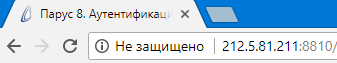 Парус 8. Аутентификаци
Не защищено 212.5.81.211:8810/